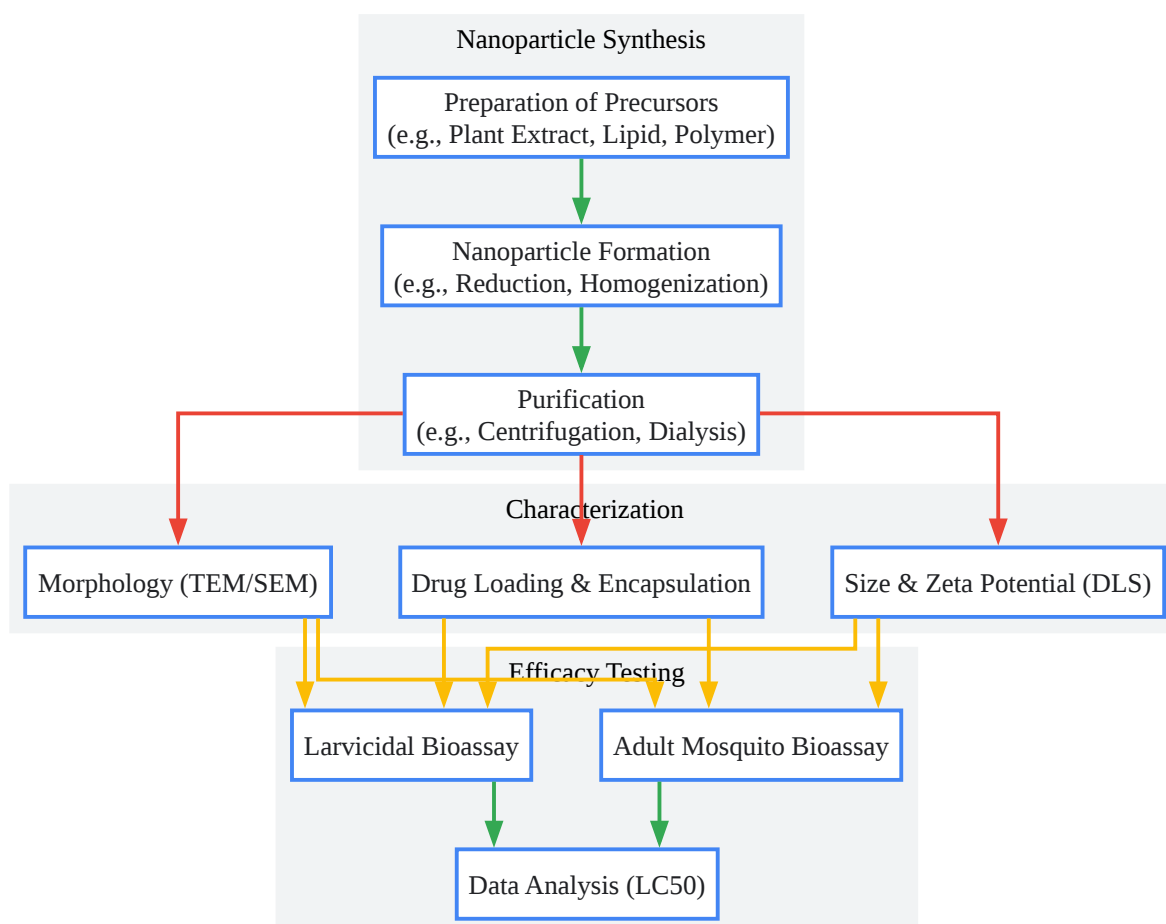 Nanoparticle Synthesis
Preparation of Precursors
(e.g., Plant Extract, Lipid, Polymer)
Nanoparticle Formation
(e.g., Reduction, Homogenization)
Purification
(e.g., Centrifugation, Dialysis)
Characterization
Morphology (TEM/SEM)
Drug Loading & Encapsulation
Size & Zeta Potential (DLS)
Efficacy Testing
Larvicidal Bioassay
Adult Mosquito Bioassay
Data Analysis (LC50)